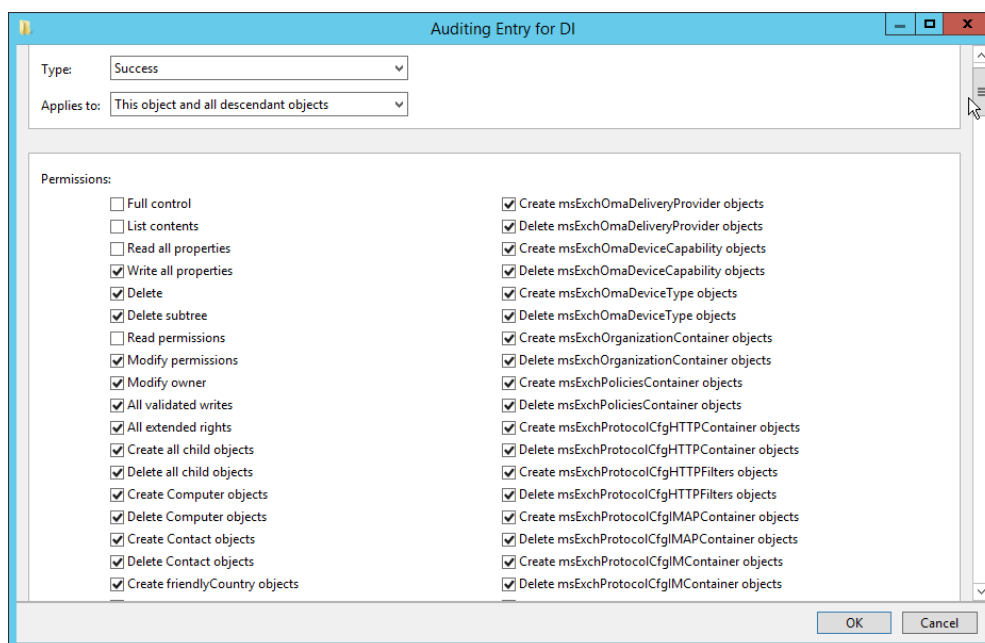 Auditing Entry for DI
Type: Success
Applies to: This object and all descendant objects
Permissions:
Full control
List contents
Read all properties
Write all properties
Delete
Delete subtree
Read permissions
Modify permissions
Modify owner
All validated writes
All extended rights
Create all child objects
Delete all child objects
Create Computer objects
Delete Computer objects
Create Contact objects
Delete Contact objects
Create friendlyCountry objects
Create msExchOmaDeliveryProvider objects
Delete msExchOmaDeliveryProvider objects
Create msExchOmaDeviceCapability objects
Delete msExchOmaDeviceCapability objects
Create msExchOmaDeviceType objects
Delete msExchOmaDeviceType objects
Create msExchOrganizationContainer objects
Delete msExchOrganizationContainer objects
Create msExchPoliciesContainer objects
Delete msExchPoliciesContainer objects
Create msExchProtocolCfgHTTPContainer objects
Delete msExchProtocolCfgHTTPContainer objects
Create msExchProtocolCfgHTTPFilters objects
Delete msExchProtocolCfgHTTPFilters objects
Create msExchProtocolCfgIMAPContainer objects
Delete msExchProtocolCfgIMAPContainer objects
Create msExchProtocolCfgIMContainer objects
Delete msExchProtocolCfgIMContainer objects
OK
Cancel